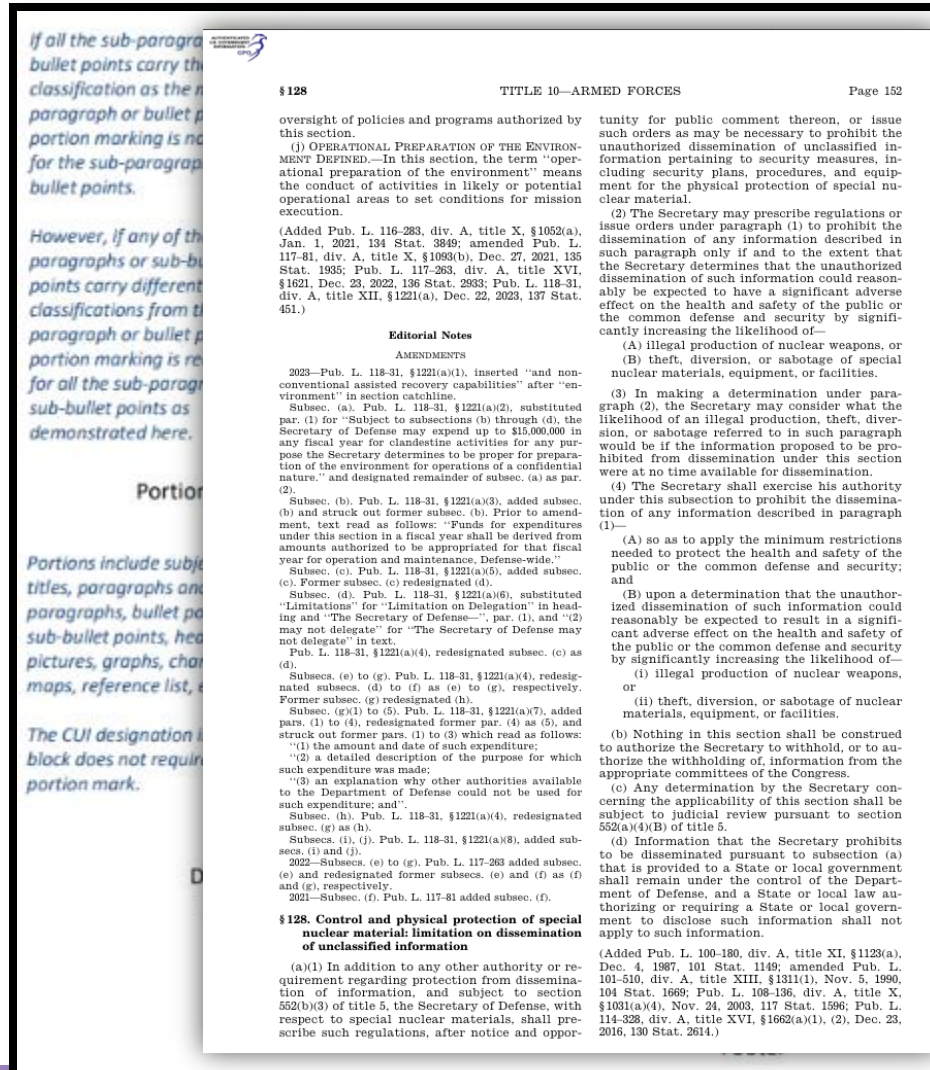 If all the sub-paragra
bullet points carry th
classification as the
paragraph or bullet
portion marking is
for the sub-paragrap
bullet points.
However, if any of th
paragraphs or sub-bu
points carry different
classifications from
paragraph or bullet
portion marking is re
for all the sub-paragr
sub-bullet points as
demonstrated here.
Portion
Portions include subje
titles, paragraphs and
paragraphs, bullet po
sub-bullet points, hea
pictures, graphs, char
maps, reference list,
The CUI designation i
block does not requir
portion mark.
D
AUTHENTICATED
U.S. GOVERNMENT
INFORMATION
GPO
§ 128 TITLE 10—ARMED FORCES Page 152
oversight of policies and programs authorized by
this section.
(j) OPERATIONAL PREPARATION OF THE ENVIRON-
MENT DEFINED.—In this section, the term ‘‘oper-
ational preparation of the environment’’ means
the conduct of activities in likely or potential
operational areas to set conditions for mission
execution.
(Added Pub. L. 116-283, div. A, title X, §1052(a),
Jan. 1, 2021, 134 Stat. 3849; amended Pub. L.
117-81, div. A, title X, §1093(b), Dec. 27, 2021, 135
Stat. 1935; Pub. L. 117-263, div. A, title XVI,
§1621, Dec. 23, 2022, 136 Stat. 2933; Pub. L. 118-31,
div. A, title XII, §1221(a), Dec. 22, 2023, 137 Stat.
451.)
Editorial Notes
AMENDMENTS
2023—Pub. L. 118-31, §1221(a)(1), inserted ‘‘and non-
conventional assisted recovery capabilities’’ after ‘‘en-
vironment’’ in section catchline.
Subsec. (a). Pub. L. 118-31, §1221(a)(2), substituted
par. (1) for ‘‘Subject to subsections (b) through (d), the
Secretary of Defense may expend up to $15,000,000 in
any fiscal year for clandestine activities for any pur-
pose the Secretary determines to be proper for prepara-
tion of the environment for operations of a confidential
nature.’’ and designated remainder of subsec. (a) as par.
(2).
Subsec. (b). Pub. L. 118-31, §1221(a)(3), added subsec.
(b) and struck out former subsec. (b). Prior to amend-
ment, text read as follows: ‘‘Funds for expenditures
under this section in a fiscal year shall be derived from
amounts authorized to be appropriated for that fiscal
year for operation and maintenance, Defense-wide.’’
Subsec. (c). Pub. L. 118-31, §1221(a)(5), added subsec.
(c). Former subsec. (c) redesignated (d).
Subsec. (d). Pub. L. 118-31, §1221(a)(6), substituted
‘‘Limitations’’ for ‘‘Limitation on Delegation’’ in head-
ing and ‘‘The Secretary of Defense—’’, par. (1), and ‘‘(2)
may not delegate’’ for ‘‘The Secretary of Defense may
not delegate’’ in text.
Pub. L. 118-31, §1221(a)(4), redesignated subsec. (c) as
(d).
Subsecs. (e) to (g). Pub. L. 118-31, §1221(a)(4), redesig-
nated subsecs. (d) to (f) as (e) to (g), respectively.
Former subsec. (g) redesignated (h).
Subsec. (g)(1) to (5). Pub. L. 118-31, §1221(a)(7), added
pars. (1) to (4), redesignated former par. (4) as (5), and
struck out former pars. (1) to (3) which read as follows:
‘‘(1) the amount and date of such expenditure;
‘‘(2) a detailed description of the purpose for which
such expenditure was made;
‘‘(3) an explanation why other authorities available
to the Department of Defense could not be used for
such expenditure; and’’.
Subsec. (h). Pub. L. 118-31, §1221(a)(4), redesignated
subsec. (g) as (h).
Subsecs. (i), (j). Pub. L. 118-31, §1221(a)(8), added sub-
secs. (i) and (j).
2022—Subsecs. (e) to (g). Pub. L. 117-263 added subsec.
(e) and redesignated former subsecs. (e) and (f) as (f)
and (g), respectively.
2021—Subsec. (f). Pub. L. 117-81 added subsec. (f).
§ 128. Control and physical protection of special
nuclear material: limitation on dissemination
of unclassified information
(a)(1) In addition to any other authority or re-
quirement regarding protection from dissemina-
tion of information, and subject to section
552(b)(3) of title 5, the Secretary of Defense, with
respect to special nuclear materials, shall pre-
scribe such regulations, after notice and oppor-
tunity for public comment thereon, or issue
such orders as may be necessary to prohibit the
unauthorized dissemination of unclassified in-
formation pertaining to security measures, in-
cluding security plans, procedures, and equip-
ment for the physical protection of special nu-
clear material.
(2) The Secretary may prescribe regulations or
issue orders under paragraph (1) to prohibit the
dissemination of any information described in
such paragraph only if and to the extent that
the Secretary determines that the unauthorized
dissemination of such information could reason-
ably be expected to have a significant adverse
effect on the health and safety of the public or
the common defense and security by signifi-
cantly increasing the likelihood of—
(A) illegal production of nuclear weapons, or
(B) theft, diversion, or sabotage of special
nuclear materials, equipment, or facilities.
(3) In making a determination under para-
graph (2), the Secretary may consider what the
likelihood of an illegal production, theft, diver-
sion, or sabotage referred to in such paragraph
would be if the information proposed to be pro-
hibited from dissemination under this section
were at no time available for dissemination.
(4) The Secretary shall exercise his authority
under this subsection to prohibit the dissemina-
tion of any information described in paragraph
(1)—
(A) so as to apply the minimum restrictions
needed to protect the health and safety of the
public or the common defense and security;
and
(B) upon a determination that the unauthor-
ized dissemination of such information could
reasonably be expected to result in a signifi-
cant adverse effect on the health and safety of
the public or the common defense and security
by significantly increasing the likelihood of—
(i) illegal production of nuclear weapons,
or
(ii) theft, diversion, or sabotage of nuclear
materials, equipment, or facilities.
(b) Nothing in this section shall be construed
to authorize the Secretary to withhold, or to au-
thorize the withholding of, information from the
appropriate committees of the Congress.
(c) Any determination by the Secretary con-
cerning the applicability of this section shall be
subject to judicial review pursuant to section
552(a)(4)(B) of title 5.
(d) Information that the Secretary prohibits
to be disseminated pursuant to subsection (a)
that is provided to a State or local government
shall remain under the control of the Depart-
ment of Defense, and a State or local law au-
thorizing or requiring a State or local govern-
ment to disclose such information shall not
apply to such information.
(Added Pub. L. 100-180, div. A, title XI, §1123(a),
Dec. 4, 1987, 101 Stat. 1149; amended Pub. L.
101-510, div. A, title XIII, §1311(1), Nov. 5, 1990,
104 Stat. 1669; Pub. L. 108-136, div. A, title X,
§1031(a)(4), Nov. 24, 2003, 117 Stat. 1596; Pub. L.
114-328, div. A, title XVI, §1662(a)(1), (2), Dec. 23,
2016, 130 Stat. 2614.)